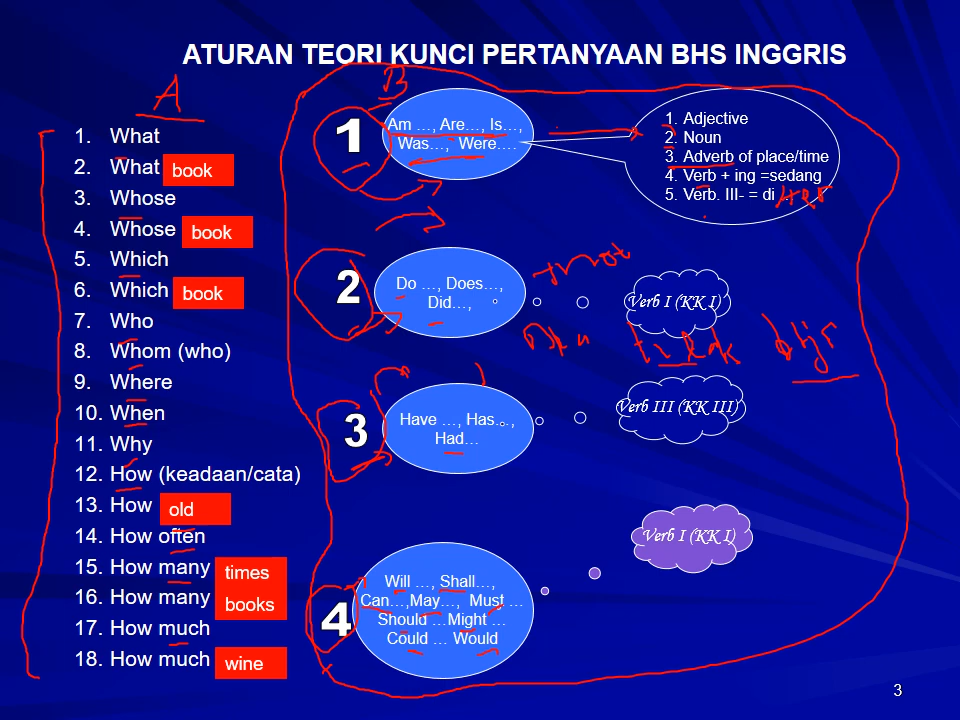 ATURAN TEORI KUNCI PERTANYAAN BHS INGGRIS
A
1. What
2. What book
3. Whose
4. Whose book
5. Which
6. Which book
7. Who
8. Whom (who)
9. Where
10. When
11. Why
12. How (keadaan/cata)
13. How old
14. How often
15. How many times
16. How many books
17. How much
18. How much wine
B
1
Am …, Are…, Is…,
Was…, Were….
1. Adjective
2. Noun
3. Adverb of place/time
4. Verb + ing =sedang
5. Verb. III- = di …
2
Do …, Does…,
Did…,
Verb I (KK I)
3
Have …, Has…,
Had…
Verb III (KK III)
4
Will …, Shall…,
Can…,May…, Must …
Should …Might …
Could … Would
Verb I (KK I)
3